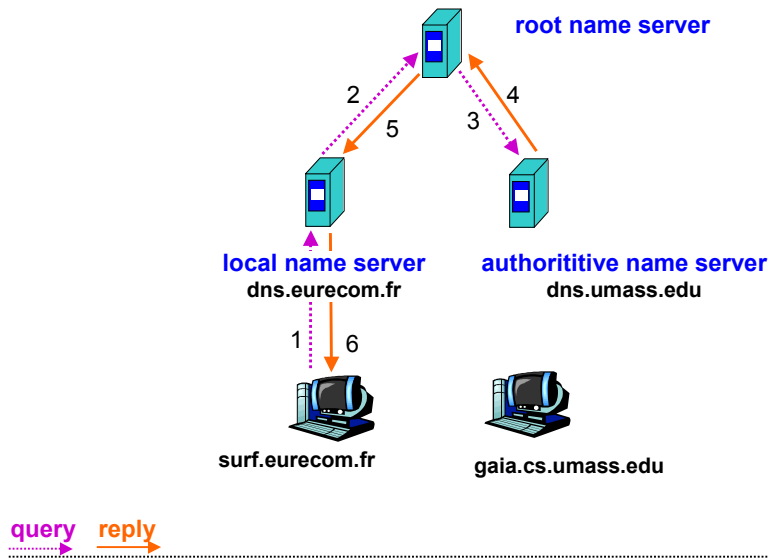 root name server
2
5
3
4
local name server
dns.eurecom.fr
authorititive name server
dns.umass.edu
1
6
surf.eurecom.fr
gaia.cs.umass.edu
query reply